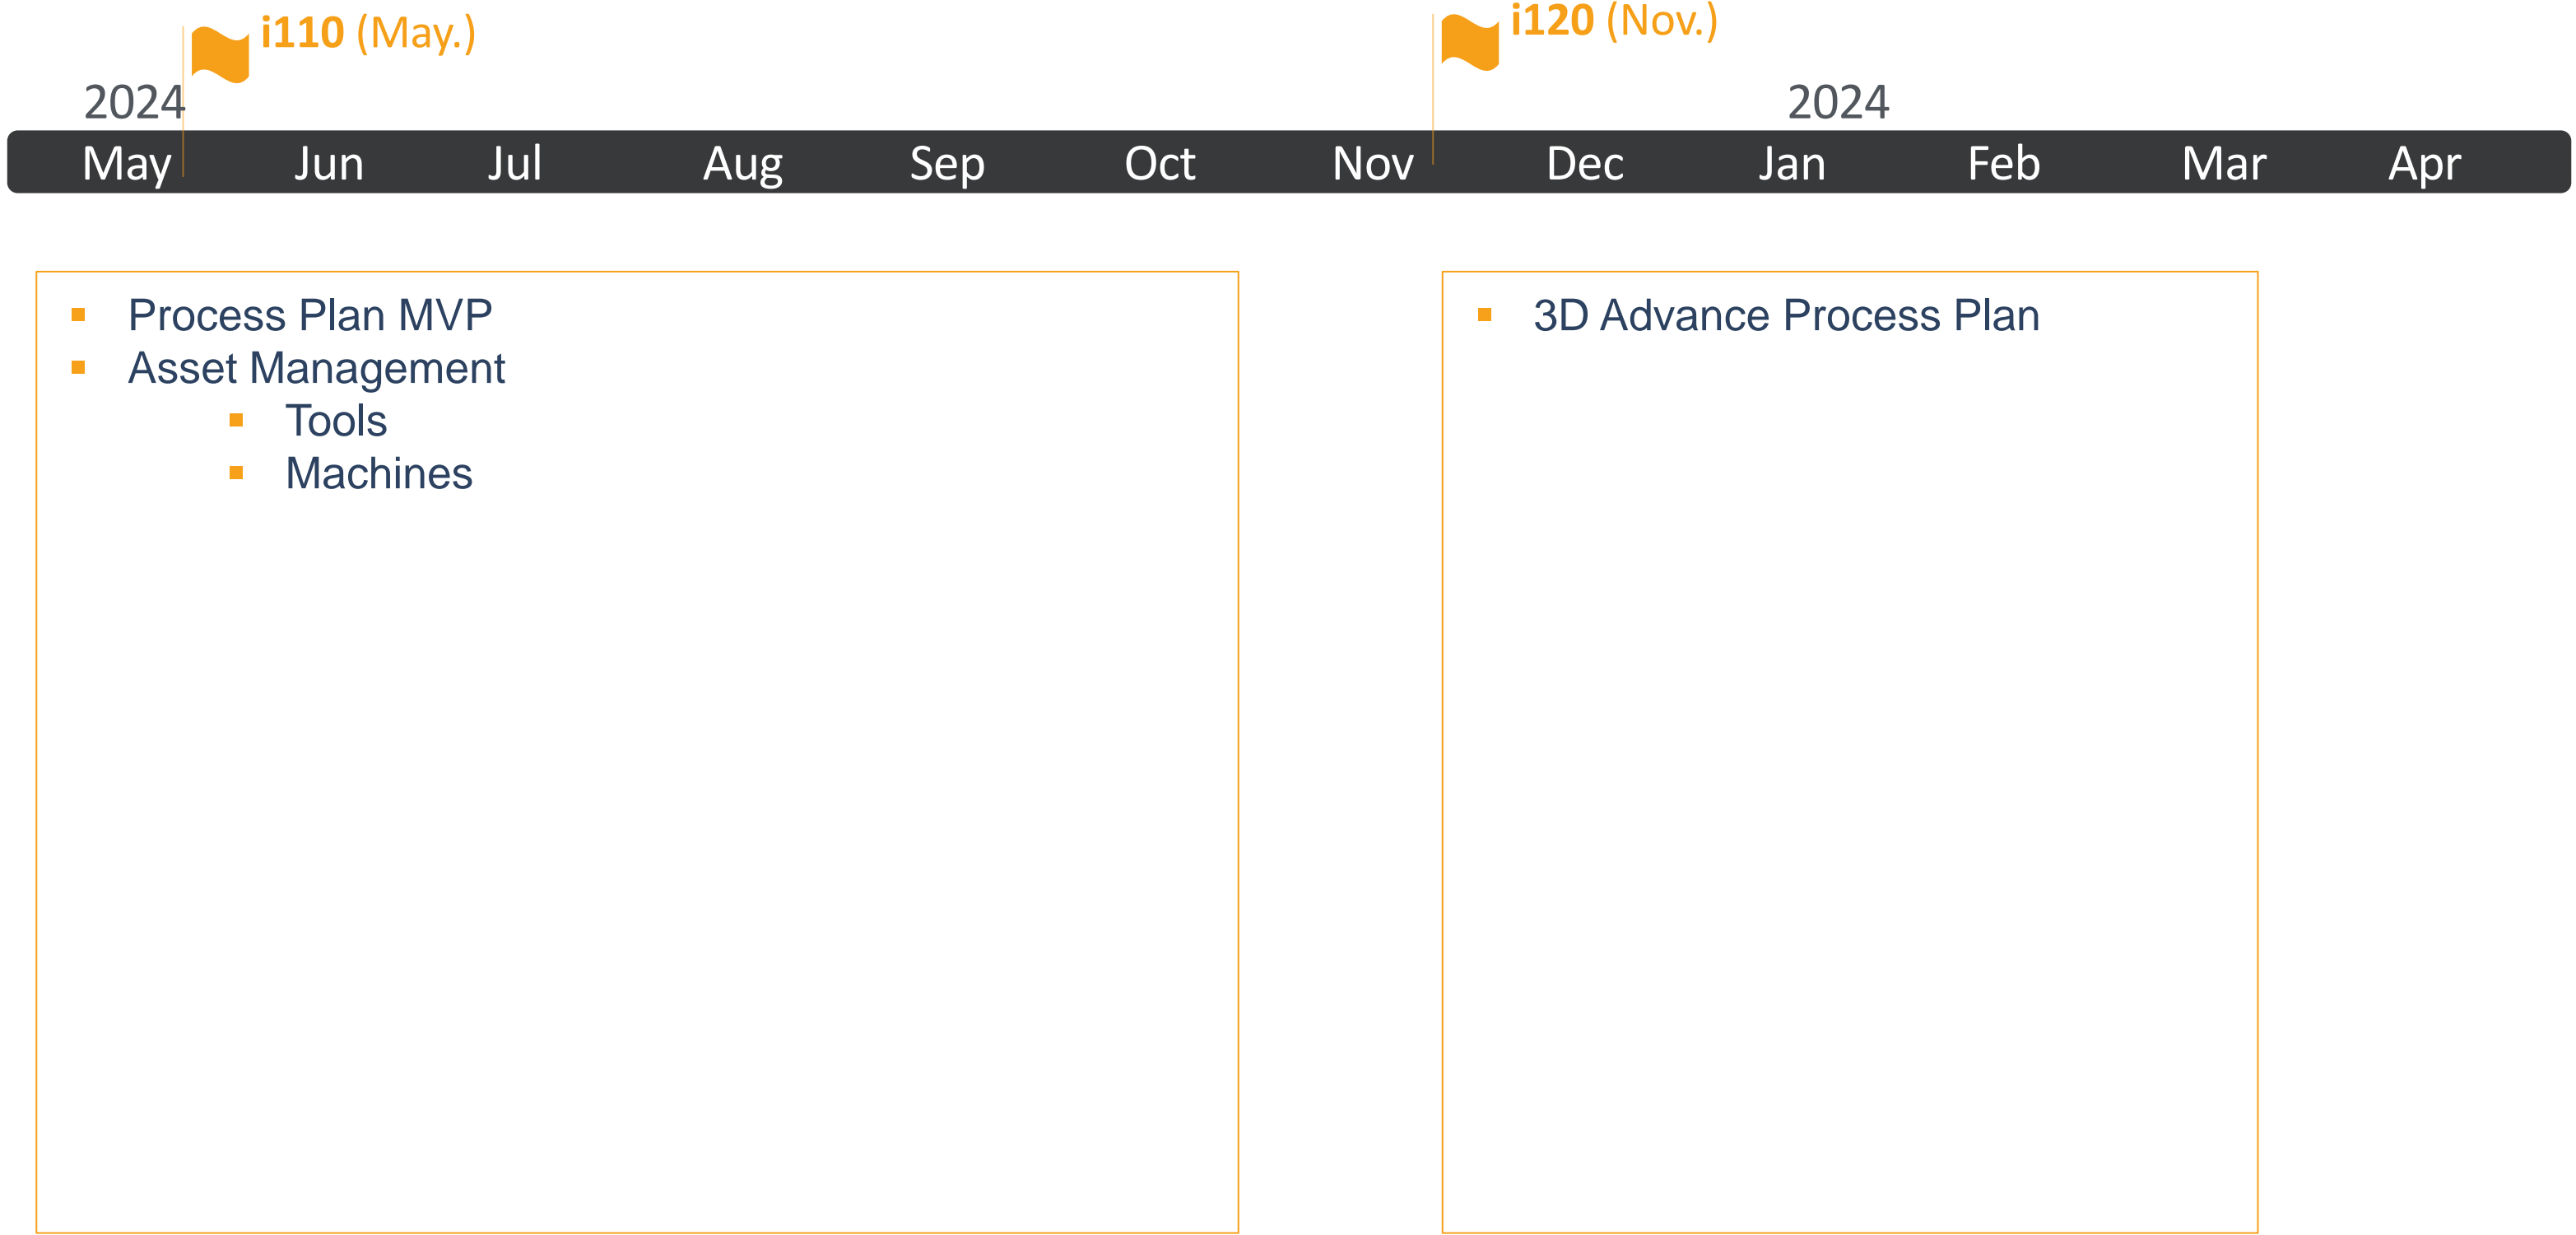 i110 (May.)
i120 (Nov.)
2024
2024
May Jun Jul Aug Sep Oct Nov Dec Jan Feb Mar Apr
Process Plan MVP
Asset Management
Tools
Machines
3D Advance Process Plan